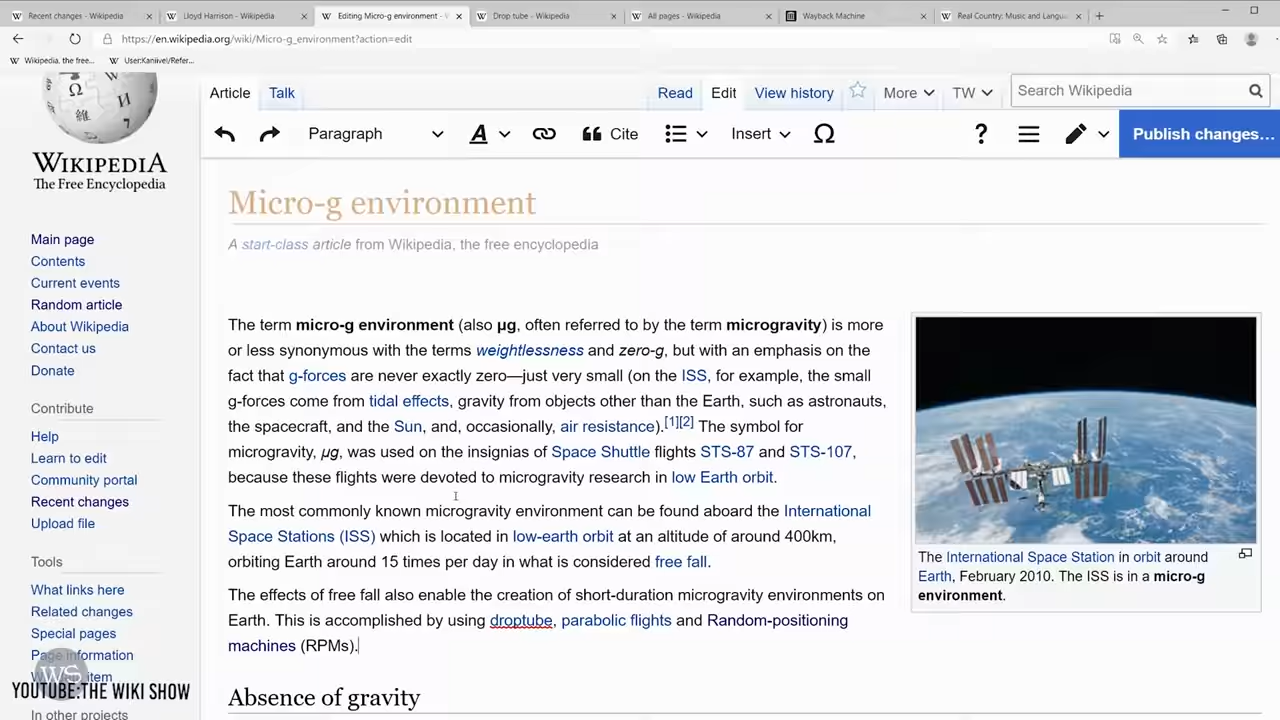 Recent changes - Wikipedia
Lloyd Harrison - Wikipedia
Editing Micro-g environment -
Drop tube - Wikipedia
All pages - Wikipedia
Wayback Machine
Real Country: Music and Langu
https://en.wikipedia.org/wiki/Micro-g_environment?action=edit
Wikipedia, the free...
User:Kaniivel/Refer...
Article
Talk
Read
Edit
View history
More
TW
Search Wikipedia
Paragraph
A
Cite
Insert
Ω
?
Publish changes...
WIKIPEDIA
The Free Encyclopedia
Main page
Contents
Current events
Random article
About Wikipedia
Contact us
Donate
Contribute
Help
Learn to edit
Community portal
Recent changes
Upload file
Tools
What links here
Related changes
Special pages
Page information
item
In other projects
WS
YOUTUBE:THE WIKI SHOW
Micro-g environment
A start-class article from Wikipedia, the free encyclopedia
The term micro-g environment (also μg, often referred to by the term microgravity) is more
or less synonymous with the terms weightlessness and zero-g, but with an emphasis on the
fact that g-forces are never exactly zero—just very small (on the ISS, for example, the small
g-forces come from tidal effects, gravity from objects other than the Earth, such as astronauts,
the spacecraft, and the Sun, and, occasionally, air resistance).[1][2] The symbol for
microgravity, μg, was used on the insignias of Space Shuttle flights STS-87 and STS-107,
because these flights were devoted to microgravity research in low Earth orbit.
The most commonly known microgravity environment can be found aboard the International
Space Stations (ISS) which is located in low-earth orbit at an altitude of around 400km,
orbiting Earth around 15 times per day in what is considered free fall.
The effects of free fall also enable the creation of short-duration microgravity environments on
Earth. This is accomplished by using droptube, parabolic flights and Random-positioning
machines (RPMs).
Absence of gravity
The International Space Station in orbit around
Earth, February 2010. The ISS is in a micro-g
environment.